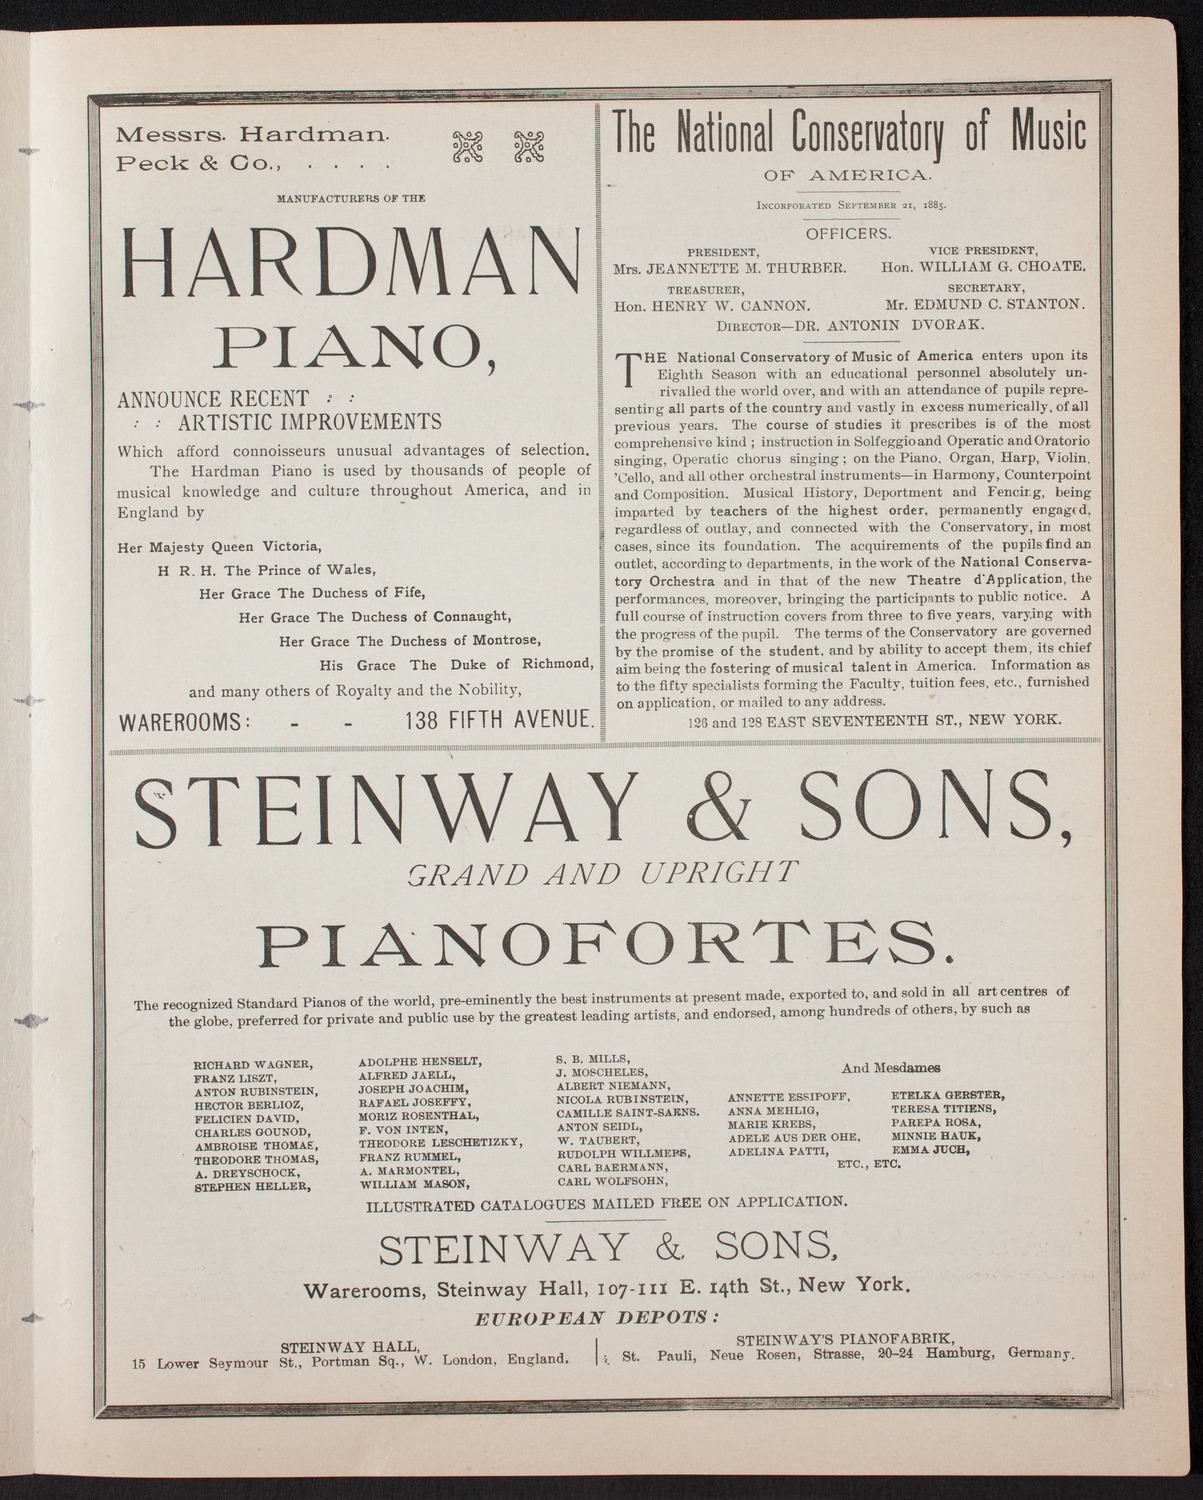 Messrs. Hardman.
Peck & Co., . . . .
MANUFACTURERS OF THE
HARDMAN
PIANO,
ANNOUNCE RECENT : :
: : ARTISTIC IMPROVEMENTS
Which afford connoisseurs unusual advantages of selection.
The Hardman Piano is used by thousands of people of
musical knowledge and culture throughout America, and in
England by
Her Majesty Queen Victoria,
H R. H. The Prince of Wales,
Her Grace The Duchess of Fife,
Her Grace The Duchess of Connaught,
Her Grace The Duchess of Montrose,
His Grace The Duke of Richmond,
and many others of Royalty and the Nobility,
WAREROOMS: - - 138 FIFTH AVENUE.
The National Conservatory of Music
OF AMERICA.
INCORPORATED SEPTEMBER 21, 1885.
OFFICERS.
PRESIDENT, VICE PRESIDENT,
Mrs. JEANNETTE M. THURBER. Hon. WILLIAM G. CHOATE.
TREASURER, SECRETARY,
Hon. HENRY W. CANNON. Mr. EDMUND C. STANTON.
DIRECTOR—DR. ANTONIN DVORAK.
THE National Conservatory of Music of America enters upon its
Eighth Season with an educational personnel absolutely un-
rivalled the world over, and with an attendance of pupils repre-
senting all parts of the country and vastly in excess numerically, of all
previous years. The course of studies it prescribes is of the most
comprehensive kind ; instruction in Solfeggio and Operatic and Oratorio
singing, Operatic chorus singing ; on the Piano, Organ, Harp, Violin,
'Cello, and all other orchestral instruments—in Harmony, Counterpoint
and Composition. Musical History, Deportment and Fencing, being
imparted by teachers of the highest order, permanently engaged,
regardless of outlay, and connected with the Conservatory, in most
cases, since its foundation. The acquirements of the pupils find an
outlet, according to departments, in the work of the National Conserva-
tory Orchestra and in that of the new Theatre d'Application, the
performances, moreover, bringing the participants to public notice. A
full course of instruction covers from three to five years, varying with
the progress of the pupil. The terms of the Conservatory are governed
by the promise of the student, and by ability to accept them, its chief
aim being the fostering of musical talent in America. Information as
to the fifty specialists forming the Faculty, tuition fees, etc., furnished
on application, or mailed to any address.
126 and 128 EAST SEVENTEENTH ST., NEW YORK.
STEINWAY & SONS,
GRAND AND UPRIGHT
PIANOFORTES.
The recognized Standard Pianos of the world, pre-eminently the best instruments at present made, exported to, and sold in all art centres of
the globe, preferred for private and public use by the greatest leading artists, and endorsed, among hundreds of others, by such as
RICHARD WAGNER,
FRANZ LISZT,
ANTON RUBINSTEIN,
HECTOR BERLIOZ,
FELICIEN DAVID,
CHARLES GOUNOD,
AMBROISE THOMAS,
THEODORE THOMAS,
A. DREYSCHOCK,
STEPHEN HELLER,
ADOLPHE HENSELT,
ALFRED JAELL,
JOSEPH JOACHIM,
RAFAEL JOSEFFY,
MORIZ ROSENTHAL,
F. VON INTEN,
THEODORE LESCHETIZKY,
FRANZ RUMMEL,
A. MARMONTEL,
WILLIAM MASON,
S. B. MILLS,
J. MOSCHELES,
ALBERT NIEMANN,
NICOLA RUBINSTEIN,
CAMILLE SAINT-SAENS.
ANTON SEIDL,
W. TAUBERT,
RUDOLPH WILLMERS,
CARL BAERMANN,
CARL WOLFSOHN,
And Mesdames
ANNETTE ESSIPOFF,
ANNA MEHLIG,
MARIE KREBS,
ADELE AUS DER OHE,
ADELINA PATTI,
ETELKA GERSTER,
TERESA TITIENS,
PAREPA ROSA,
MINNIE HAUK,
EMMA JUCH,
ETC., ETC.
ILLUSTRATED CATALOGUES MAILED FREE ON APPLICATION.
STEINWAY & SONS,
Warerooms, Steinway Hall, 107-111 E. 14th St., New York.
EUROPEAN DEPOTS:
STEINWAY HALL,
15 Lower Seymour St., Portman Sq., W. London, England.
STEINWAY'S PIANOFABRIK,
St. Pauli, Neue Rosen, Strasse, 20-24 Hamburg, Germany.